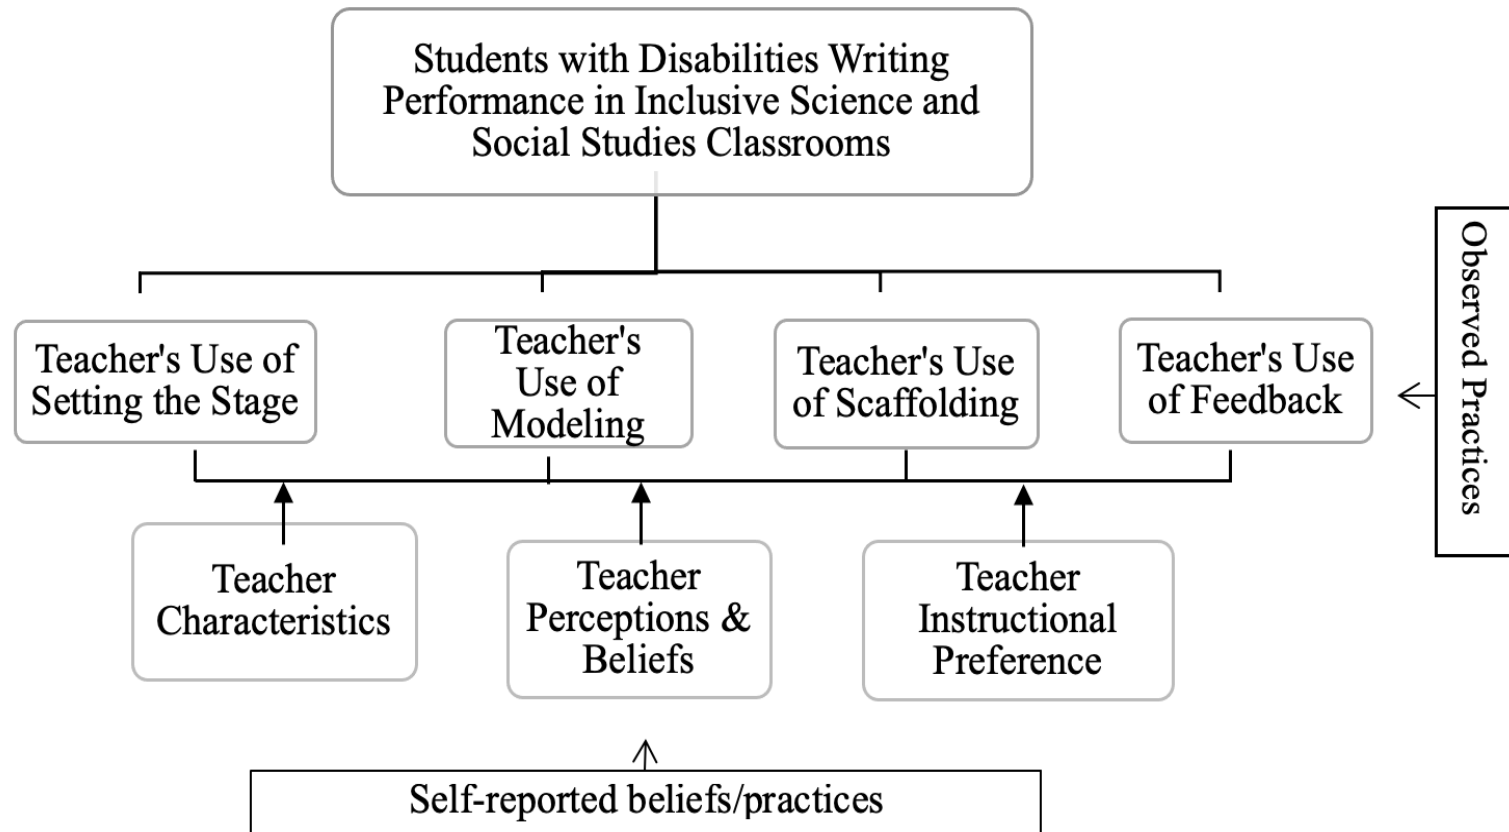 Students with Disabilities Writing
Performance in Inclusive Science and
Social Studies Classrooms
Teacher's Use of
Setting the Stage
Teacher's
Use of
Modeling
Teacher's Use
of Scaffolding
Teacher's Use
of Feedback
Observed Practices
Teacher
Characteristics
Teacher
Perceptions &
Beliefs
Teacher
Instructional
Preference
Self-reported beliefs/practices